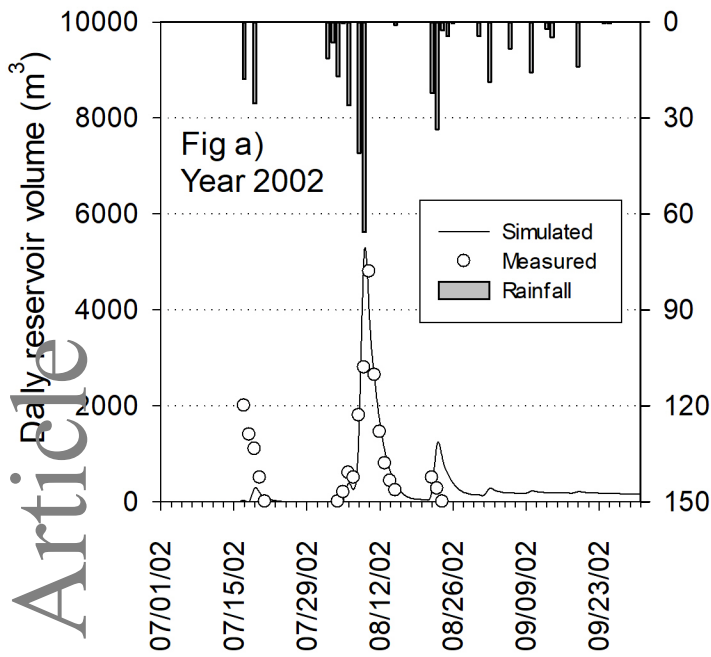 10000
8000
6000
4000
2000
0
Daily reservoir volume (m³)
0
30
60
90
120
150
Fig a)
Year 2002
Simulated
Measured
Rainfall
07/01/02
07/15/02
07/29/02
08/12/02
08/26/02
09/09/02
09/23/02
Article